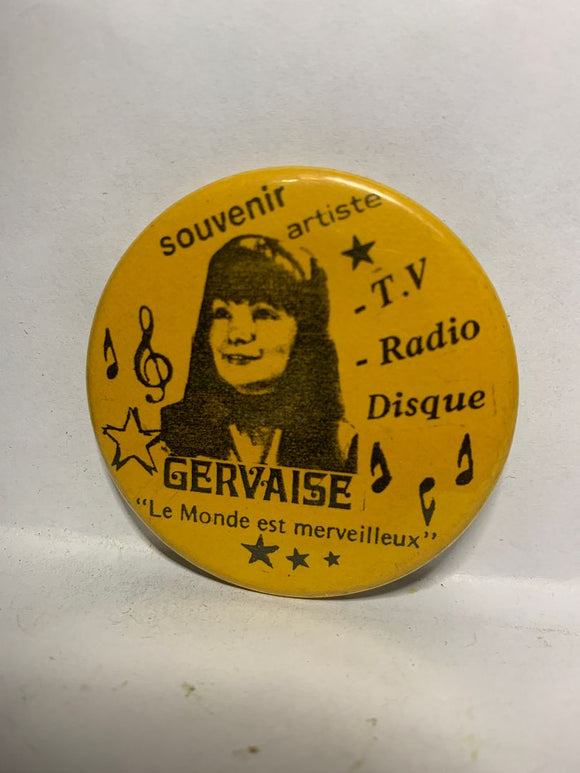 souvenir
artiste
- T.V
- Radio
Disque
GERVAISE
"Le Monde est merveilleux"